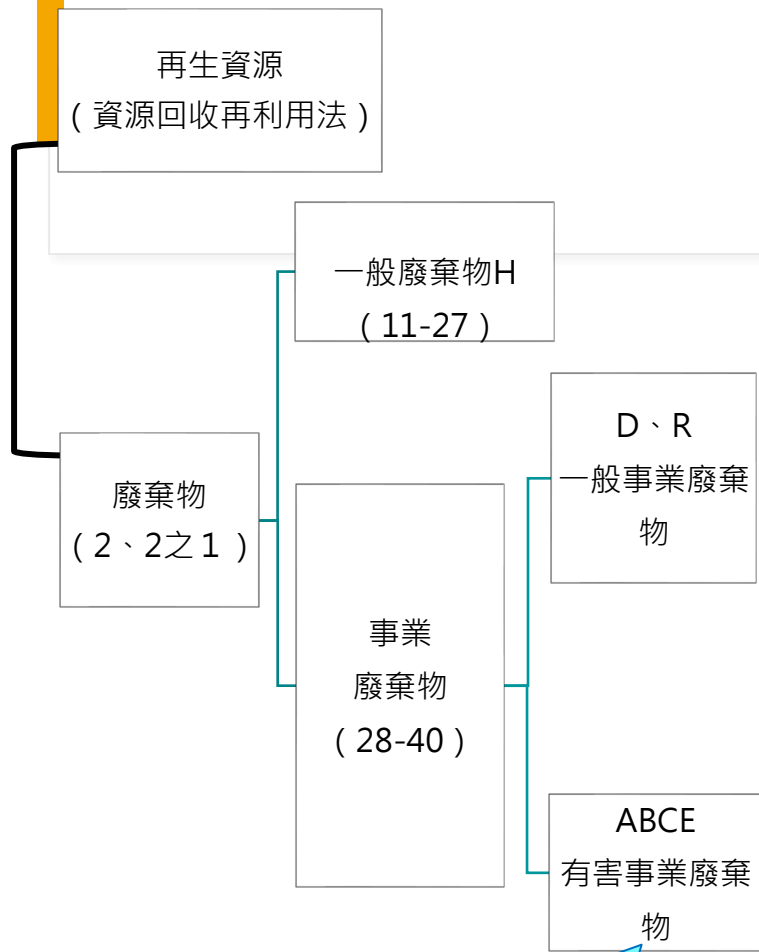 再生資源
(資源回收再利用法)
一般廢棄物H
(11-27)
廢棄物
(2、2之1)
事業
廢棄物
(28-40)
D、R
一般事業廢棄
物
ABCE
有害事業廢棄
物